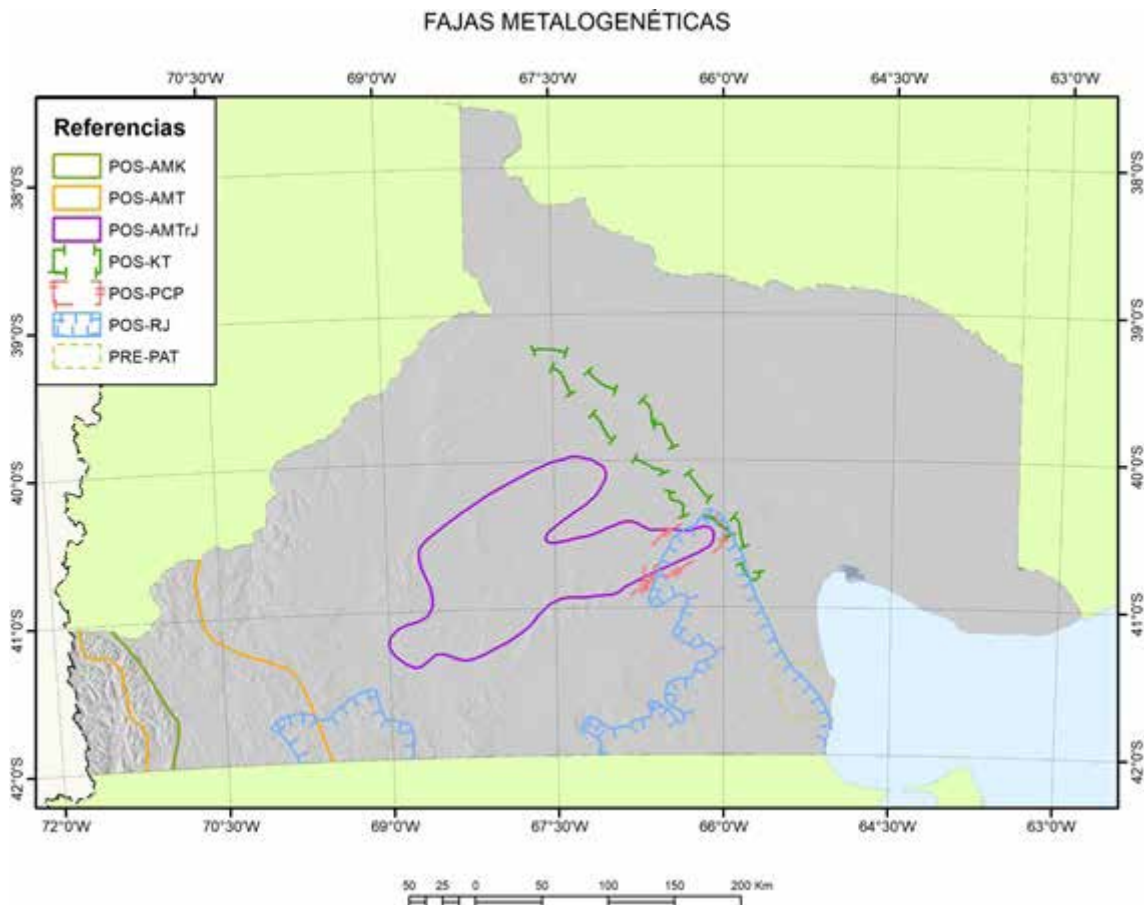 FAJAS METALOGENÉTICAS
70°30'W 69°0'W 67°30'W 66°0'W 64°30'W 63°0'W
Referencias
POS-AMK
POS-AMT
POS-AMTrJ
POS-KT
POS-PCP
POS-RJ
PRE-PAT
38°0'S 38°0'S
39°0'S 39°0'S
40°0'S 40°0'S
41°0'S 41°0'S
42°0'S 42°0'S
72°0'W 70°30'W 69°0'W 67°30'W 66°0'W 64°30'W 63°0'W
50 25 0 50 100 150 200 Km